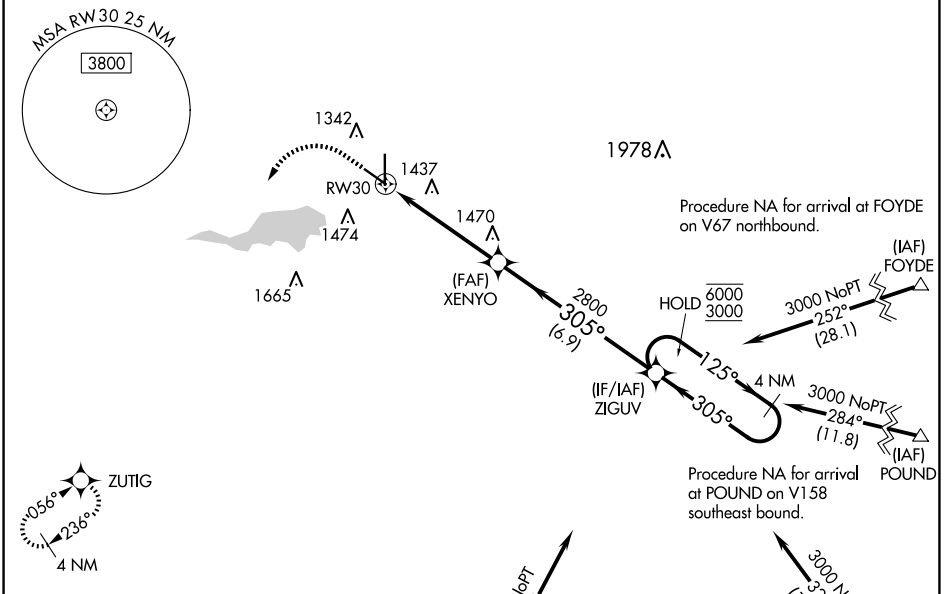 MSA RW30 25 NM
3800
1342
1978
1437
RW30
1474
1470
1665
Procedure NA for arrival at FOYDE
on V67 northbound.
(IAF)
FOYDE
3000 NoPT
252°
(28.1)
(FAF)
XENYO
2800
305°
(6.9)
HOLD
6000
3000
125°
4 NM
305°
(IF/IAF)
ZIGUV
3000 NoPT
284°
(11.8)
(IAF)
POUND
Procedure NA for arrival
at POUND on V158
southeast bound.
ZUTIG
056°
236°
4 NM
NoPT
3000 N